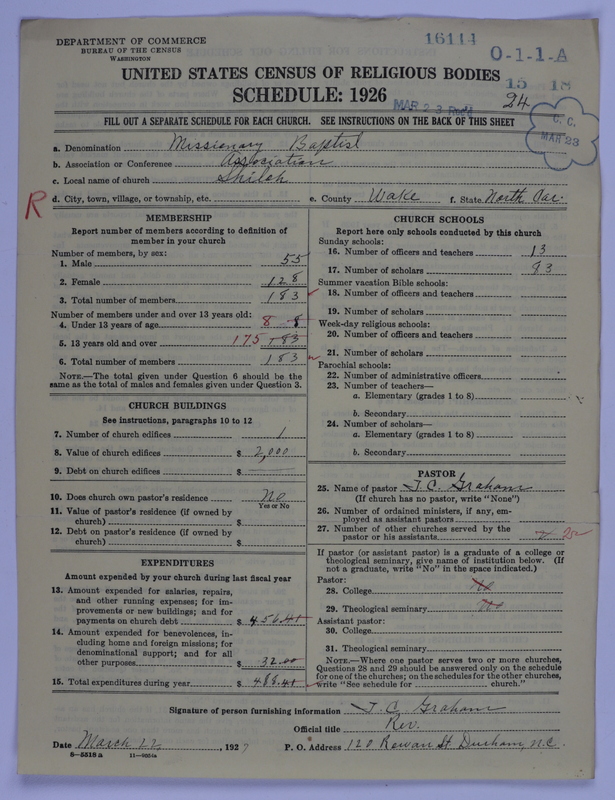 DEPARTMENT OF COMMERCE
BUREAU OF THE CENSUS
WASHINGTON
16114
O-1-1-A
UNITED STATES CENSUS OF RELIGIOUS BODIES
15 18
SCHEDULE: 1926
MAR 23 Rec'd
24
FILL OUT A SEPARATE SCHEDULE FOR EACH CHURCH. SEE INSTRUCTIONS ON THE BACK OF THIS SHEET
C. C.
MAR 23
a. Denomination Missionary Baptist
b. Association or Conference Association
c. Local name of church Shiloh
R
d. City, town, village, or township, etc. e. County Wake f. State North Car.
MEMBERSHIP
Report number of members according to definition of
member in your church
Number of members, by sex:
1. Male 55
2. Female 128
3. Total number of members 183
Number of members under and over 13 years old:
4. Under 13 years of age 8 8
5. 13 years old and over 175 183
6. Total number of members 183
NOTE.—The total given under Question 6 should be
same as the total of males and females given under Question 3.
CHURCH BUILDINGS
See instructions, paragraphs 10 to 12
7. Number of church edifices 1
8. Value of church edifices $ 2,000
9. Debt on church edifices $
10. Does church own pastor's residence No
Yes or No
11. Value of pastor's residence (if owned by
church) $
12. Debt on pastor's residence (if owned by
church) $
EXPENDITURES
Amount expended by your church during last fiscal year
13. Amount expended for salaries, repairs,
and other running expenses; for im-
provements or new buildings; and for
payments on church debt $ 456.41
14. Amount expended for benevolences, in-
cluding home and foreign missions; for
denominational support; and for all
other purposes $ 32.00
15. Total expenditures during year $ 488.41
CHURCH SCHOOLS
Report here only schools conducted by this church
Sunday schools:
16. Number of officers and teachers 13
17. Number of scholars 93
Summer vacation Bible schools:
18. Number of officers and teachers
19. Number of scholars
Week-day religious schools:
20. Number of officers and teachers
21. Number of scholars
Parochial schools:
22. Number of administrative officers
23. Number of teachers—
a. Elementary (grades 1 to 8)
b. Secondary
24. Number of scholars—
a. Elementary (grades 1 to 8)
b. Secondary
PASTOR
25. Name of pastor J. C. Graham
(If church has no pastor, write "None")
26. Number of ordained ministers, if any, em-
ployed as assistant pastors
27. Number of other churches served by the
pastor or his assistants
If pastor (or assistant pastor) is a graduate of a college or
theological seminary, give name of institution below. (If
not a graduate, write "No" in the space indicated.)
Pastor:
28. College No
29. Theological seminary No
Assistant pastor:
30. College
31. Theological seminary
NOTE.—Where one pastor serves two or more churches,
Questions 28 and 29 should be answered only on the schedule
for one of the churches; on the schedules for the other churches,
write "See schedule for church."
Signature of person furnishing information J. C. Graham
Official title Rev.
Date March 22, 1927 P. O. Address 120 Rowan St. Durham, N.C.
8—5518 a 11—9054a